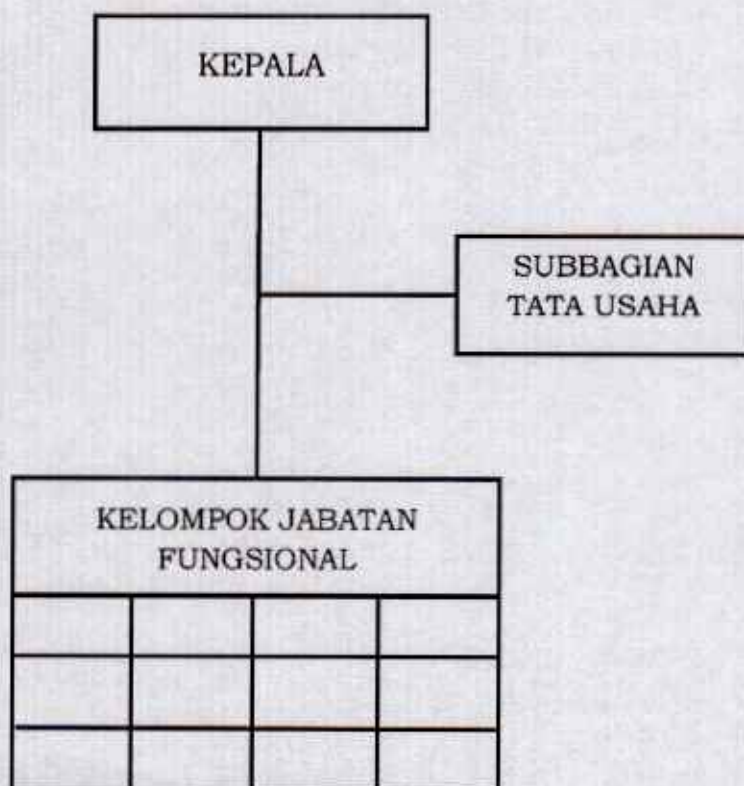 KEPALA
SUBBAGIAN
TATA USAHA
KELOMPOK JABATAN
FUNGSIONAL